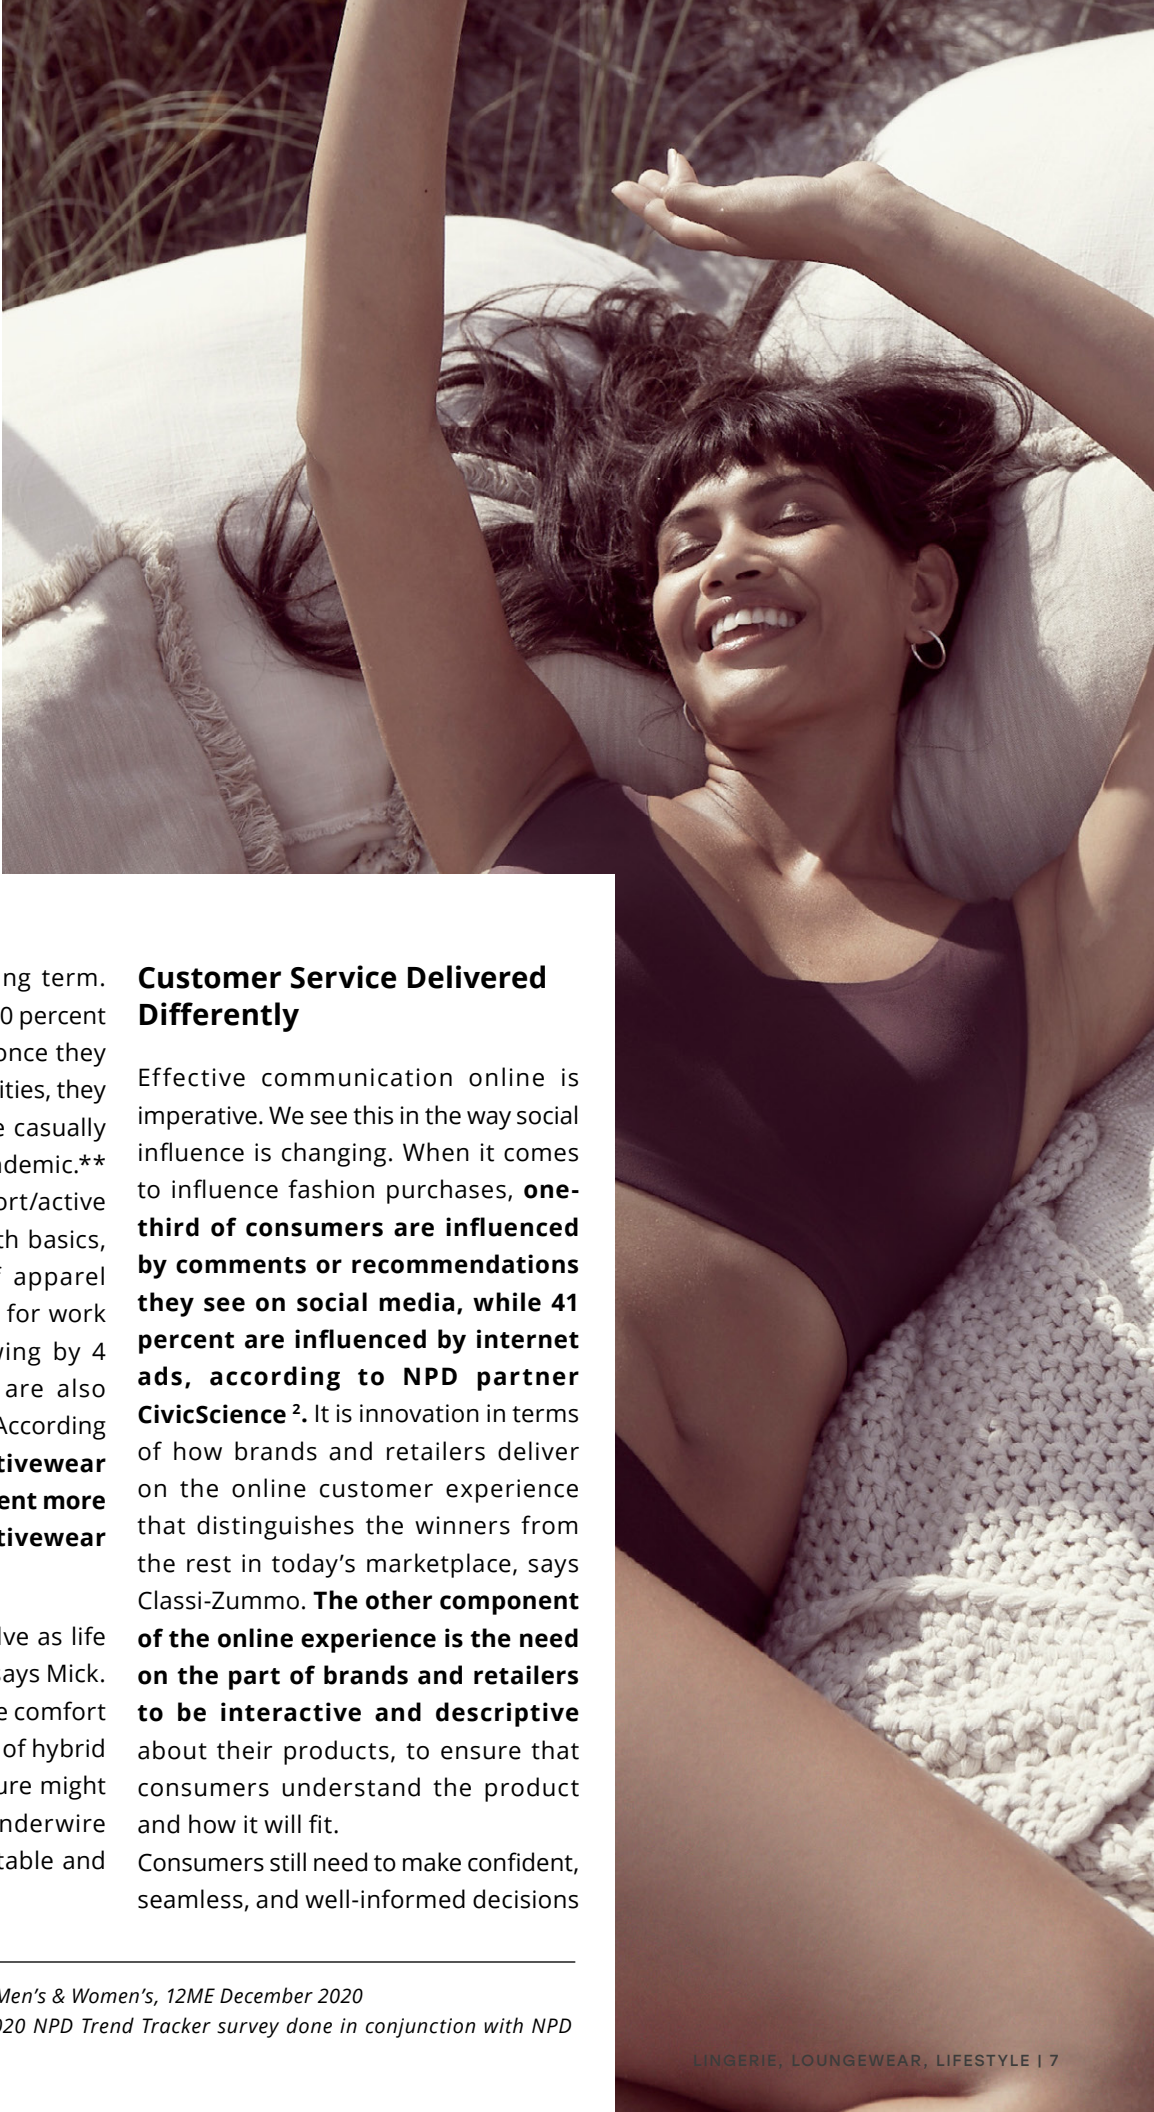 ng term.
0 percent
once they
ities, they
e casually
ndemic.**
ort/active
th basics,
f apparel
for work
ving by 4
are also
According
tivewear
ent more
tivewear
lve as life
says Mick.
e comfort
of hybrid
ure might
nderwire
table and
Customer Service Delivered
Differently
Effective communication online is
imperative. We see this in the way social
influence is changing. When it comes
to influence fashion purchases, one-
third of consumers are influenced
by comments or recommendations
they see on social media, while 41
percent are influenced by internet
ads, according to NPD partner
CivicScience ². It is innovation in terms
of how brands and retailers deliver
on the online customer experience
that distinguishes the winners from
the rest in today’s marketplace, says
Classi-Zummo. The other component
of the online experience is the need
on the part of brands and retailers
to be interactive and descriptive
about their products, to ensure that
consumers understand the product
and how it will fit.
Consumers still need to make confident,
seamless, and well-informed decisions
Men’s & Women’s, 12ME December 2020
020 NPD Trend Tracker survey done in conjunction with NPD
LINGERIE, LOUNGEWEAR, LIFESTYLE | 7